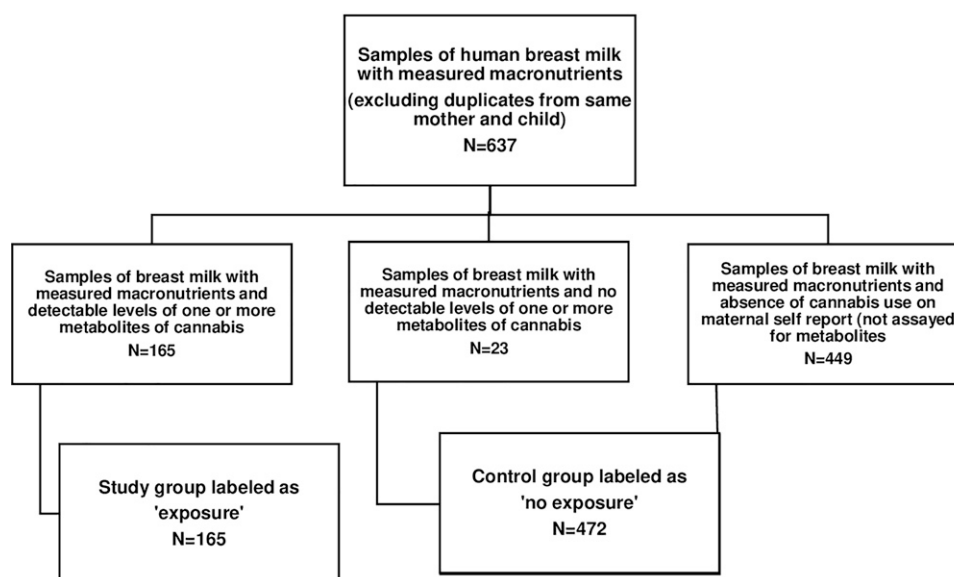 Samples of human breast milk
with measured macronutrients
(excluding duplicates from same
mother and child)
N=637
Samples of breast milk with
measured macronutrients and
detectable levels of one or more
metabolites of cannabis
N=165
Samples of breast milk with
measured macronutrients and no
detectable levels of one or more
metabolites of cannabis
N=23
Samples of breast milk with
measured macronutrients and
absence of cannabis use on
maternal self report (not assayed
for metabolites
N=449
Study group labeled as
'exposure'
N=165
Control group labeled as
'no exposure'
N=472